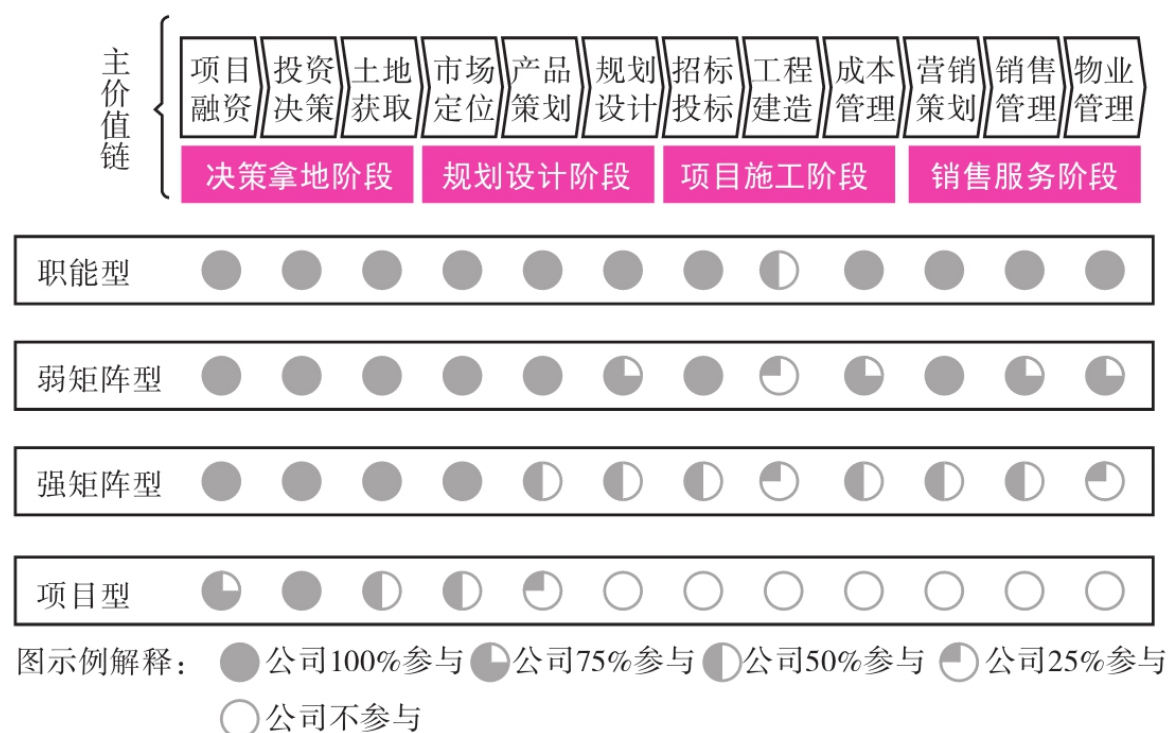 主价值链
项目融资
投资决策
土地获取
市场定位
产品策划
规划设计
招标投标
工程建造
成本管理
营销策划
销售管理
物业管理
决策拿地阶段 规划设计阶段 项目施工阶段 销售服务阶段
职能型
弱矩阵型
强矩阵型
项目型
图示例解释： 公司100%参与 公司75%参与 公司50%参与 公司25%参与
公司不参与